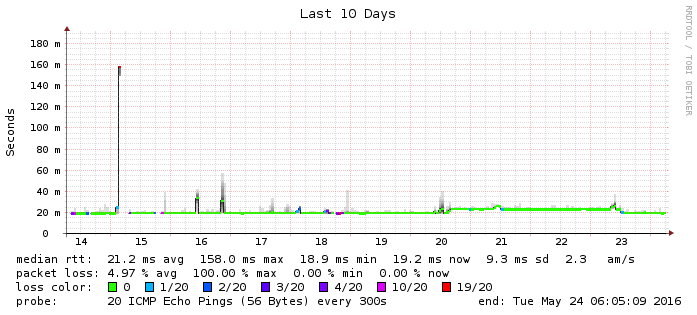 Last 10 Days
RRDTOOL / TOBI OETIKER
Seconds
180 m
160 m
140 m
120 m
100 m
80 m
60 m
40 m
20 m
0
14 15 16 17 18 19 20 21 22 23
median rtt: 21.2 ms avg 158.0 ms max 18.9 ms min 19.2 ms now 9.3 ms sd 2.3 am/s
packet loss: 4.97 % avg 100.00 % max 0.00 % min 0.00 % now
loss color: 0 1/20 2/20 3/20 4/20 10/20 19/20
probe: 20 ICMP Echo Pings (56 Bytes) every 300s end: Tue May 24 06:05:09 2016